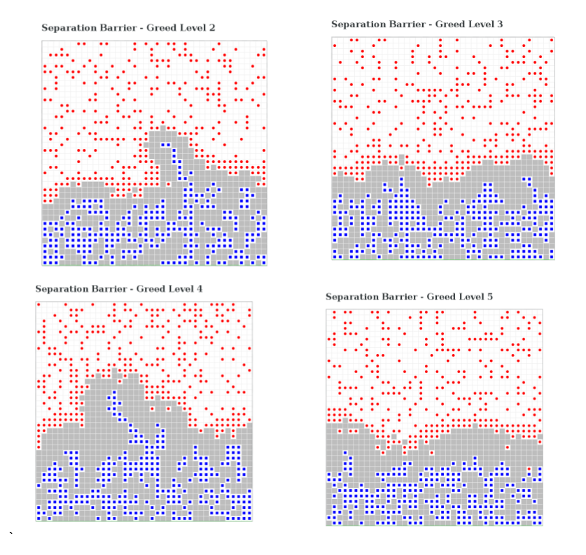 Separation Barrier - Greed Level 2
Separation Barrier - Greed Level 3
Separation Barrier - Greed Level 4
Separation Barrier - Greed Level 5